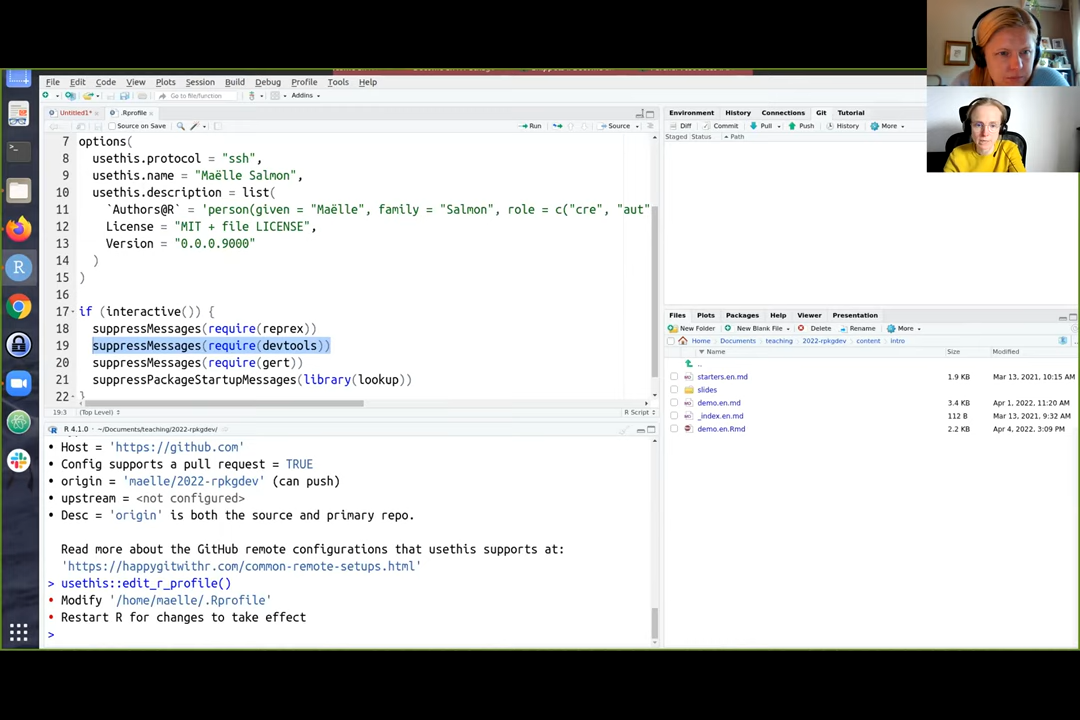 File Edit Code View Plots Session Build Debug Profile Tools Help
Go to file/function Addins
Untitled1* .Rprofile
Source on Save Run Source
7 options(
8 usethis.protocol = "ssh",
9 usethis.name = "Maëlle Salmon",
10 usethis.description = list(
11 `Authors@R` = 'person(given = "Maëlle", family = "Salmon", role = c("cre", "aut"
12 License = "MIT + file LICENSE",
13 Version = "0.0.0.9000"
14 )
15 )
16
17 if (interactive()) {
18 suppressMessages(require(reprex))
19 suppressMessages(require(devtools))
20 suppressMessages(require(gert))
21 suppressPackageStartupMessages(library(lookup))
22 }
19:3 (Top Level) R Script
R 4.1.0 · ~/Documents/teaching/2022-rpkgdev/
• Host = 'https://github.com'
• Config supports a pull request = TRUE
• origin = 'maelle/2022-rpkgdev' (can push)
• upstream = <not configured>
• Desc = 'origin' is both the source and primary repo.
Read more about the GitHub remote configurations that usethis supports at:
'https://happygitwithr.com/common-remote-setups.html'
> usethis::edit_r_profile()
• Modify '/home/maelle/.Rprofile'
• Restart R for changes to take effect
>
Environment History Connections Git Tutorial
Diff Commit Pull Push History More
Staged Status Path
Files Plots Packages Help Viewer Presentation
New Folder New Blank File Delete Rename More
Home Documents teaching 2022-rpkgdev content intro
Name Size Modified
..
starters.en.md 1.9 KB Mar 13, 2021, 10:15 AM
slides
demo.en.md 3.4 KB Apr 1, 2022, 11:20 AM
_index.en.md 112 B Mar 13, 2021, 9:32 AM
demo.en.Rmd 2.2 KB Apr 4, 2022, 3:09 PM